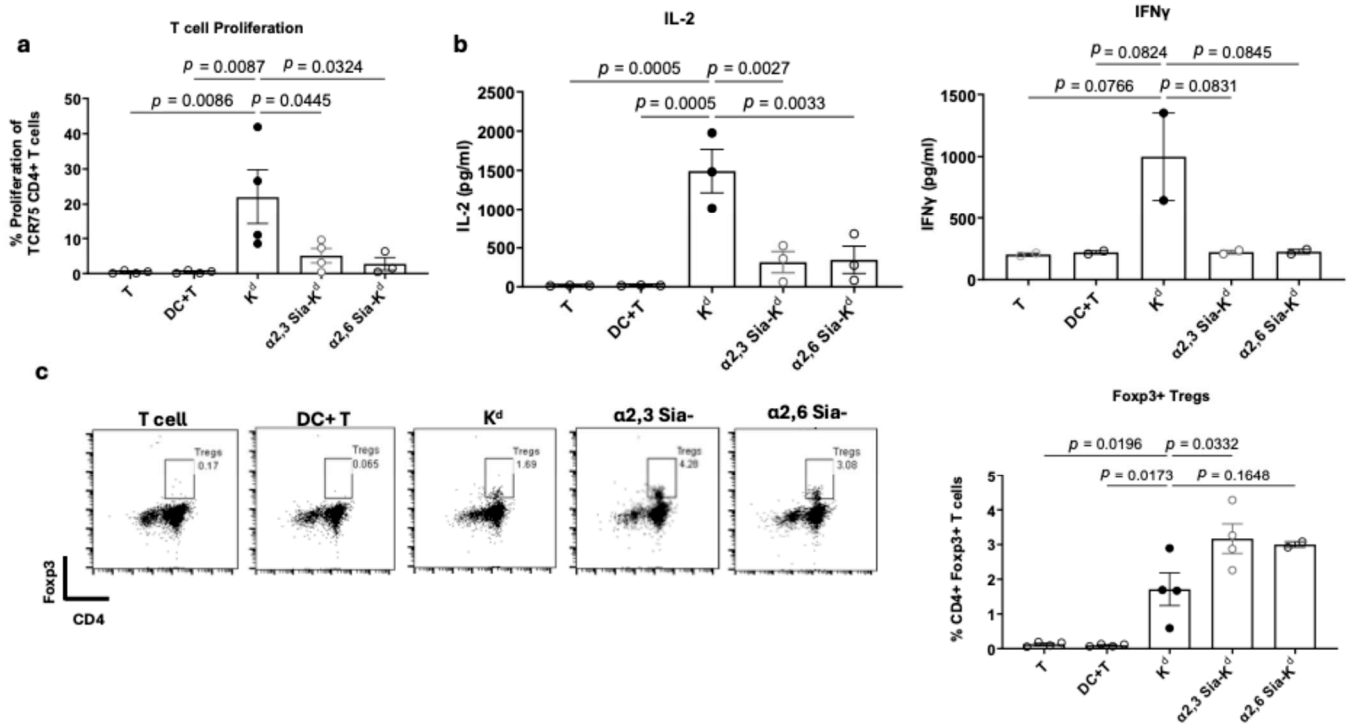 a
T cell Proliferation
p = 0.0087
p = 0.0324
p = 0.0086
p = 0.0445
% Proliferation of
TCR75 CD4+ T cells
50
40
30
20
10
0
T
DC+T
Kᵈ
α2,3 Sia-Kᵈ
α2,6 Sia-Kᵈ
b
IL-2
p = 0.0005
p = 0.0027
p = 0.0005
p = 0.0033
IL-2 (pg/ml)
2500
2000
1500
1000
500
0
T
DC+T
Kᵈ
α2,3 Sia-Kᵈ
α2,6 Sia-Kᵈ
IFNγ
p = 0.0824
p = 0.0845
p = 0.0766
p = 0.0831
IFNγ (pg/ml)
1500
1000
500
0
T
DC+T
Kᵈ
α2,3 Sia-Kᵈ
α2,6 Sia-Kᵈ
c
T cell
DC+ T
Kᵈ
α2,3 Sia-
α2,6 Sia-
Tregs
0.17
Tregs
0.065
Tregs
1.69
Tregs
4.28
Tregs
3.08
Foxp3
CD4
Foxp3+ Tregs
p = 0.0196
p = 0.0332
p = 0.0173
p = 0.1648
% CD4+ Foxp3+ T cells
5
4
3
2
1
0
T
DC+T
Kᵈ
α2,3 Sia-Kᵈ
α2,6 Sia-Kᵈ